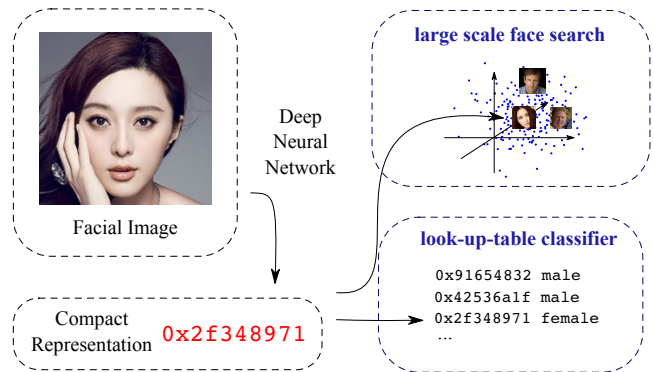 large scale face search
Deep
Neural
Network
Facial Image
look-up-table classifier
0x91654832 male
0x42536a1f male
0x2f348971 female
...
Compact
Representation
0x2f348971